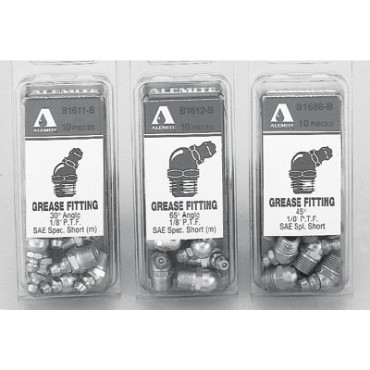 ALEMITE
B1611-B
10 PIECES
GREASE FITTING
30° Angle
1/8" P.T.F.
SAE Spec. Short (m)
ALEMITE
B1612-B
10 PIECES
GREASE FITTING
65° Angle
1/8" P.T.F.
SAE Spec. Short (m)
ALEMITE
B1688-B
10 PIECES
GREASE FITTING
45°
1/8" P.T.F.
SAE Spl. Short (m)